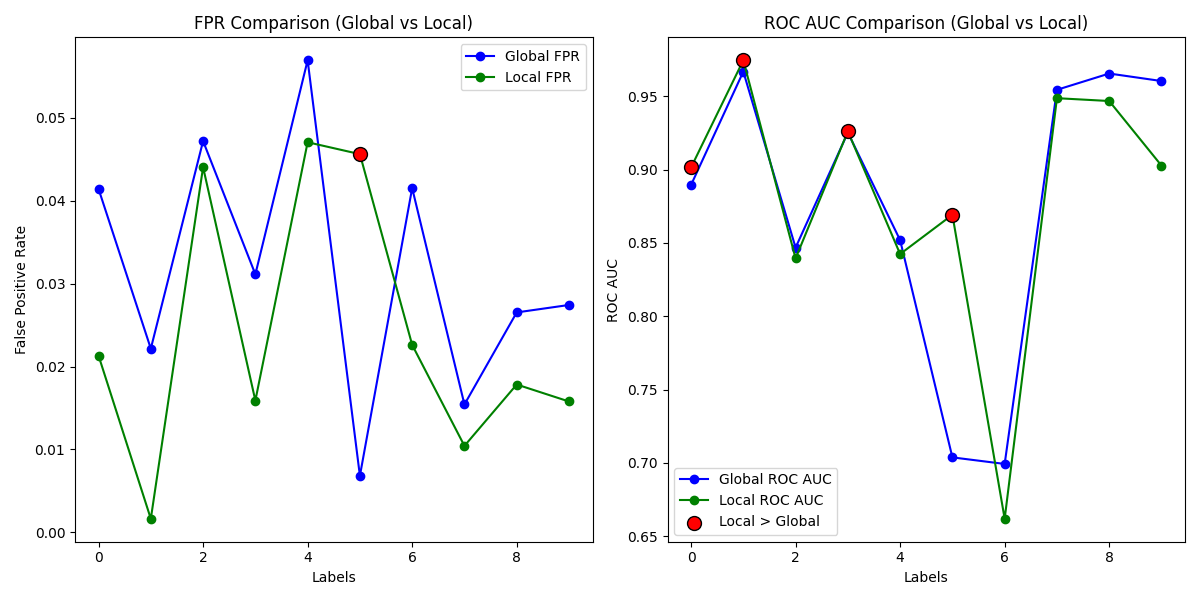 FPR Comparison (Global vs Local)
Global FPR
Local FPR
False Positive Rate
0.05
0.04
0.03
0.02
0.01
0.00
0 2 4 6 8
Labels
ROC AUC Comparison (Global vs Local)
ROC AUC
0.95
0.90
0.85
0.80
0.75
0.70
0.65
Global ROC AUC
Local ROC AUC
Local > Global
0 2 4 6 8
Labels